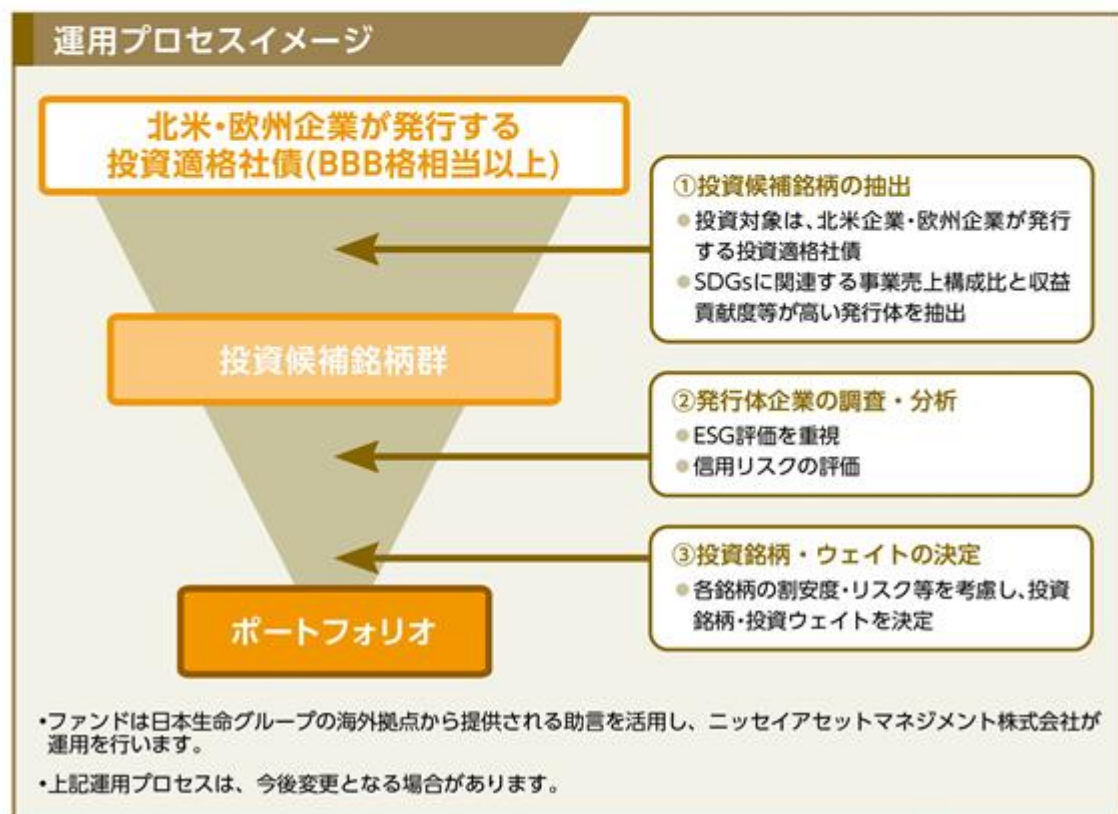 運用プロセスイメージ
北米・欧州企業が発行する
投資適格社債(BBB格相当以上)
①投資候補銘柄の抽出
●投資対象は、北米企業・欧州企業が発行
する投資適格社債
●SDGsに関連する事業売上構成比と収益
貢献度等が高い発行体を抽出
投資候補銘柄群
②発行体企業の調査・分析
●ESG評価を重視
●信用リスクの評価
③投資銘柄・ウェイトの決定
●各銘柄の割安度・リスク等を考慮し、投資
銘柄・投資ウェイトを決定
ポートフォリオ
•ファンドは日本生命グループの海外拠点から提供される助言を活用し、ニッセイアセットマネジメント株式会社が
運用を行います。
•上記運用プロセスは、今後変更となる場合があります。